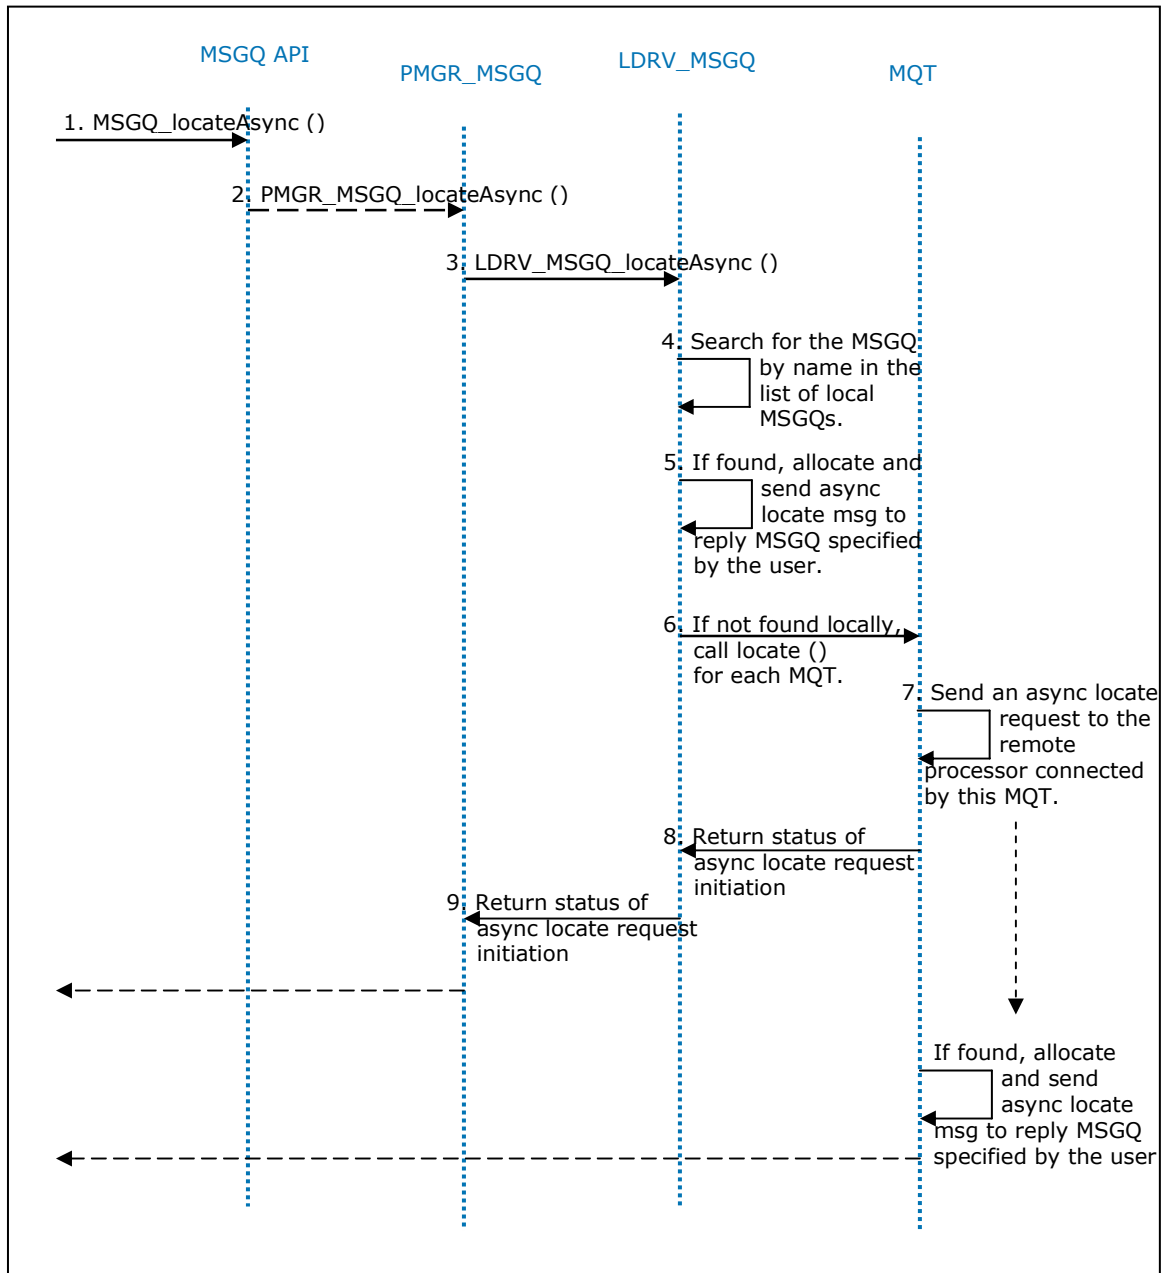 MSGQ API
PMGR_MSGQ
LDRV_MSGQ
MQT
1. MSGQ_locateAsync ()
2. PMGR_MSGQ_locateAsync ()
3. LDRV_MSGQ_locateAsync ()
4. Search for the MSGQ
by name in the
list of local
MSGQs.
5. If found, allocate and
send async
locate msg to
reply MSGQ specified
by the user.
6. If not found locally,
call locate ()
for each MQT.
7. Send an async locate
request to the
remote
processor connected
by this MQT.
8. Return status of
async locate request
initiation
9. Return status of
async locate request
initiation
If found, allocate
and send
async locate
msg to reply MSGQ
specified by the user